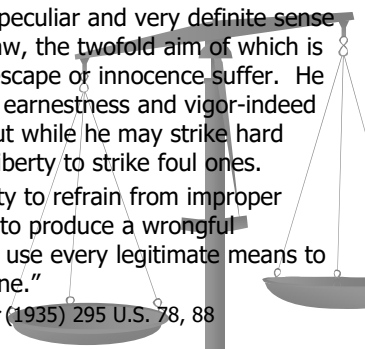 peculiar and very definite sense
aw, the twofold aim of which is
scape or innocence suffer. He
earnestness and vigor-indeed
ut while he may strike hard
iberty to strike foul ones.
ty to refrain from improper
to produce a wrongful
use every legitimate means to
ne.”
(1935) 295 U.S. 78, 88